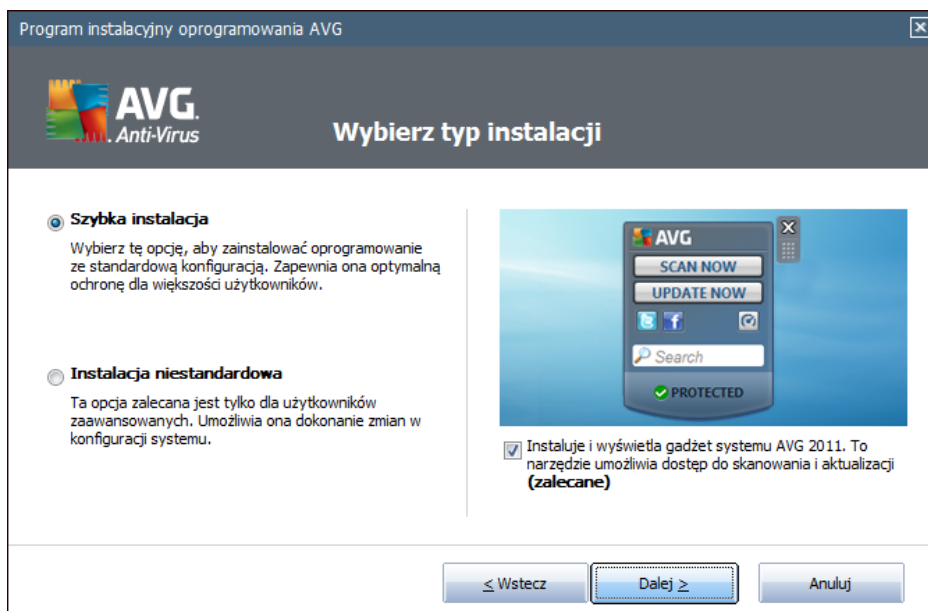 Program instalacyjny oprogramowania AVG
AVG.
Anti-Virus
Wybierz typ instalacji
Szybka instalacja
Wybierz tę opcję, aby zainstalować oprogramowanie
ze standardową konfiguracją. Zapewnia ona optymalną
ochronę dla większości użytkowników.
Instalacja niestandardowa
Ta opcja zalecana jest tylko dla użytkowników
zaawansowanych. Umożliwia ona dokonanie zmian w
konfiguracji systemu.
AVG
SCAN NOW
UPDATE NOW
Search
PROTECTED
Instaluje i wyświetla gadżet systemu AVG 2011. To
narzędzie umożliwia dostęp do skanowania i aktualizacji
(zalecane)
< Wstecz
Dalej >
Anuluj